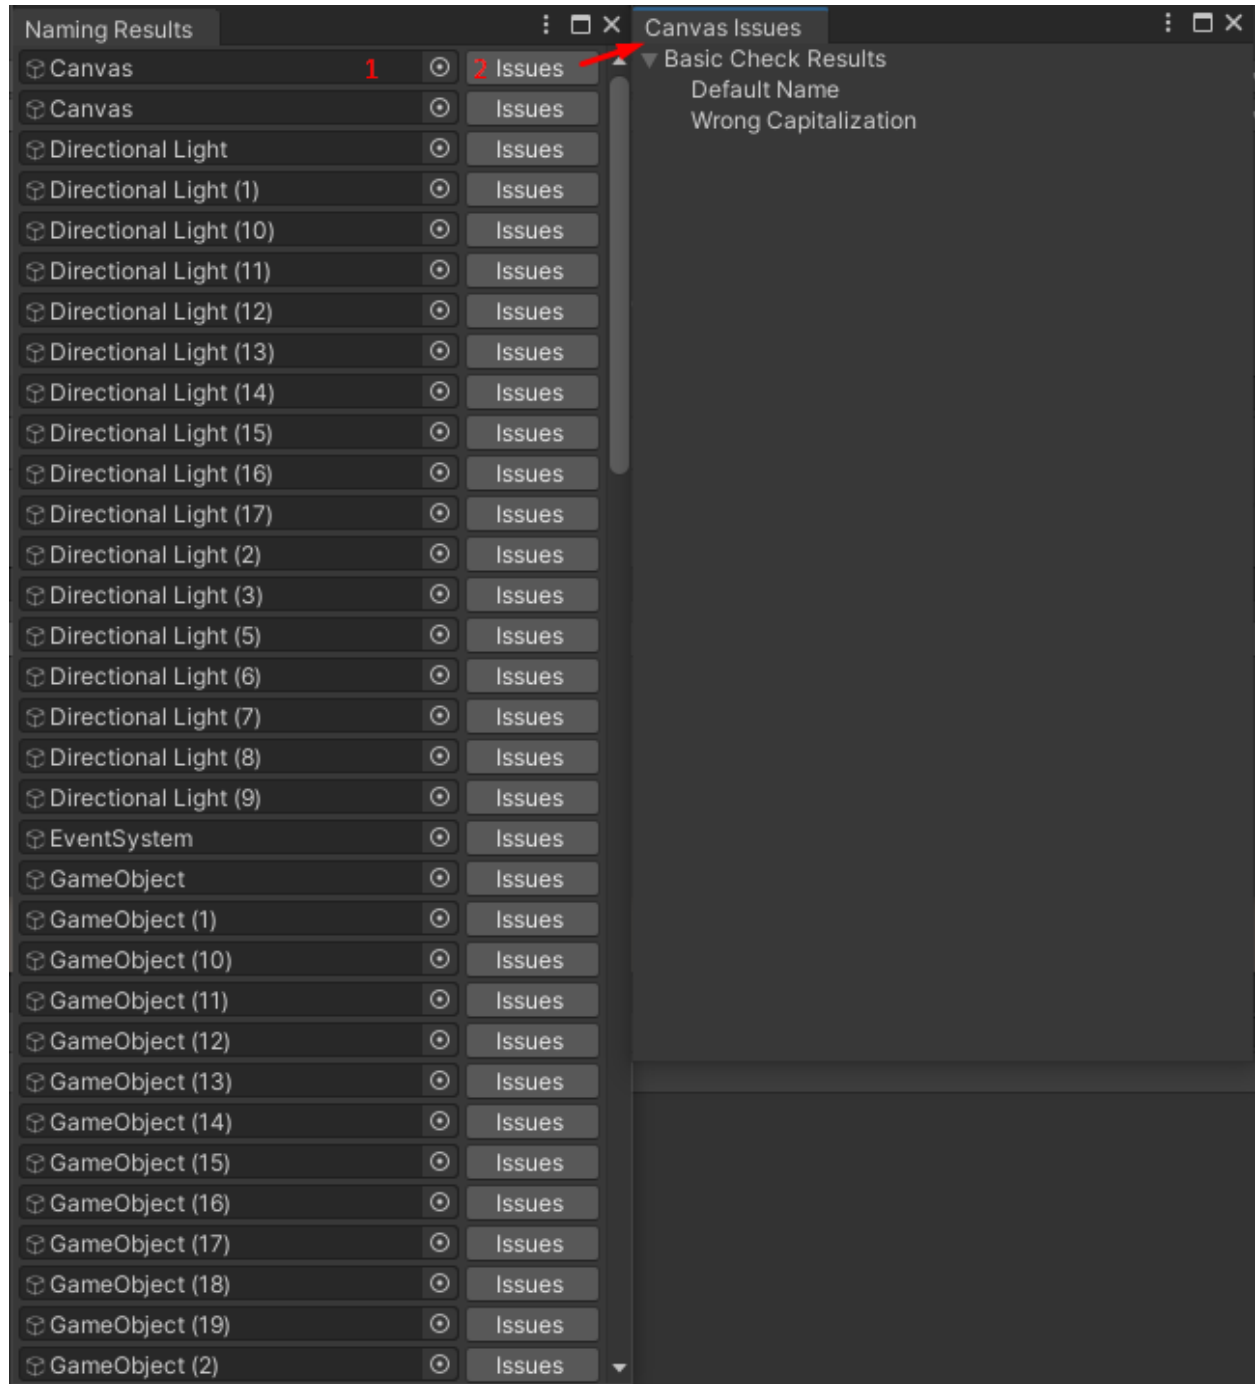 Naming Results
Canvas 1 2 Issues
Canvas Issues
Directional Light Issues
Directional Light (1) Issues
Directional Light (10) Issues
Directional Light (11) Issues
Directional Light (12) Issues
Directional Light (13) Issues
Directional Light (14) Issues
Directional Light (15) Issues
Directional Light (16) Issues
Directional Light (17) Issues
Directional Light (2) Issues
Directional Light (3) Issues
Directional Light (5) Issues
Directional Light (6) Issues
Directional Light (7) Issues
Directional Light (8) Issues
Directional Light (9) Issues
EventSystem Issues
GameObject Issues
GameObject (1) Issues
GameObject (10) Issues
GameObject (11) Issues
GameObject (12) Issues
GameObject (13) Issues
GameObject (14) Issues
GameObject (15) Issues
GameObject (16) Issues
GameObject (17) Issues
GameObject (18) Issues
GameObject (19) Issues
GameObject (2) Issues
Canvas Issues
Basic Check Results
Default Name
Wrong Capitalization